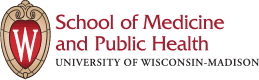 W
School of Medicine
and Public Health
UNIVERSITY OF WISCONSIN-MADISON